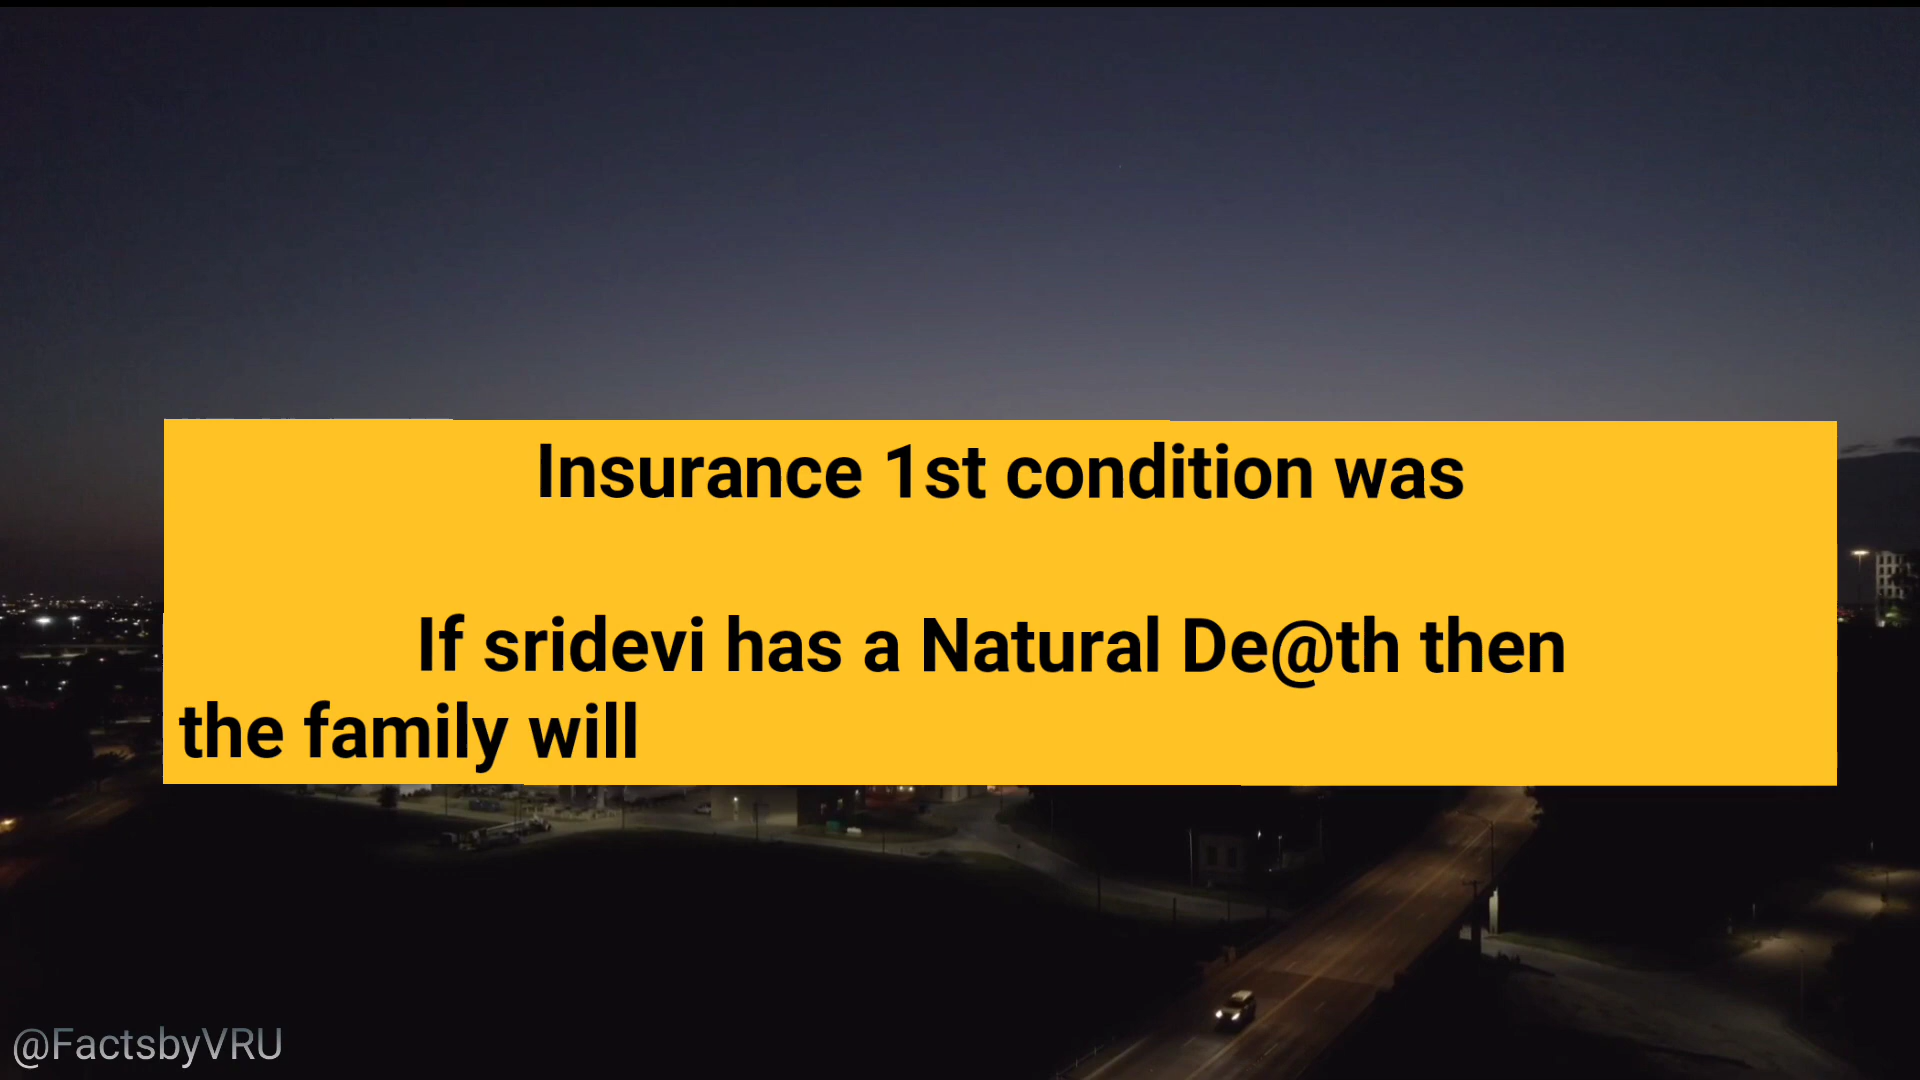 Insurance 1st condition was
If sridevi has a Natural De@th then
the family will
@FactsbyVRU